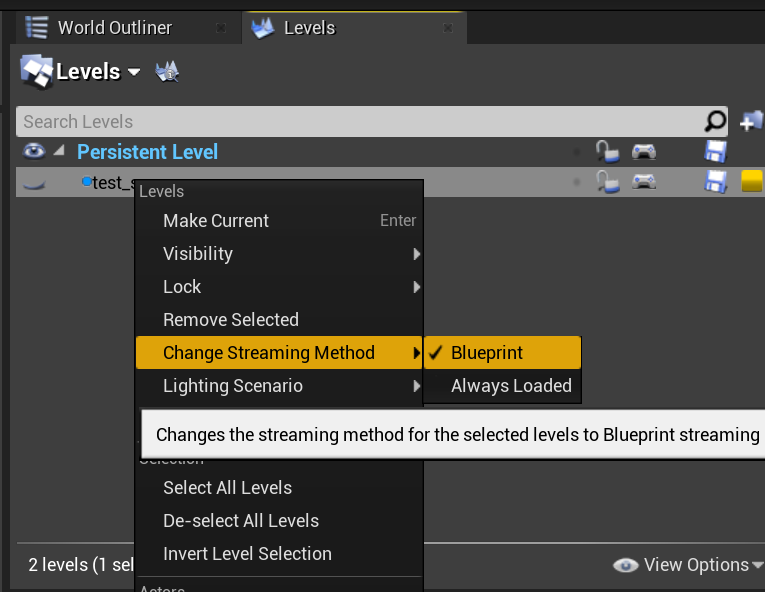 World Outliner
Levels
Levels
Search Levels
Persistent Level
test_s
Levels
Make Current Enter
Visibility
Lock
Remove Selected
Change Streaming Method
Blueprint
Lighting Scenario
Always Loaded
Changes the streaming method for the selected levels to Blueprint streaming
Selection
Select All Levels
De-select All Levels
Invert Level Selection
2 levels (1 sel
View Options
Actors